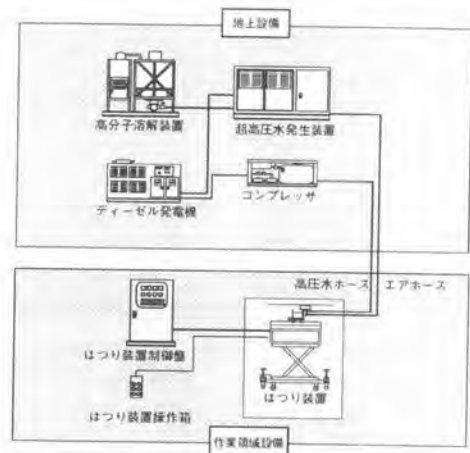 地上設備
高分子溶解装置
超高圧水発生装置
ディーゼル発電機
コンプレッサ
高圧水ホース
エアホース
はつり装置制御盤
はつり装置
はつり装置操作箱
作業領域設備